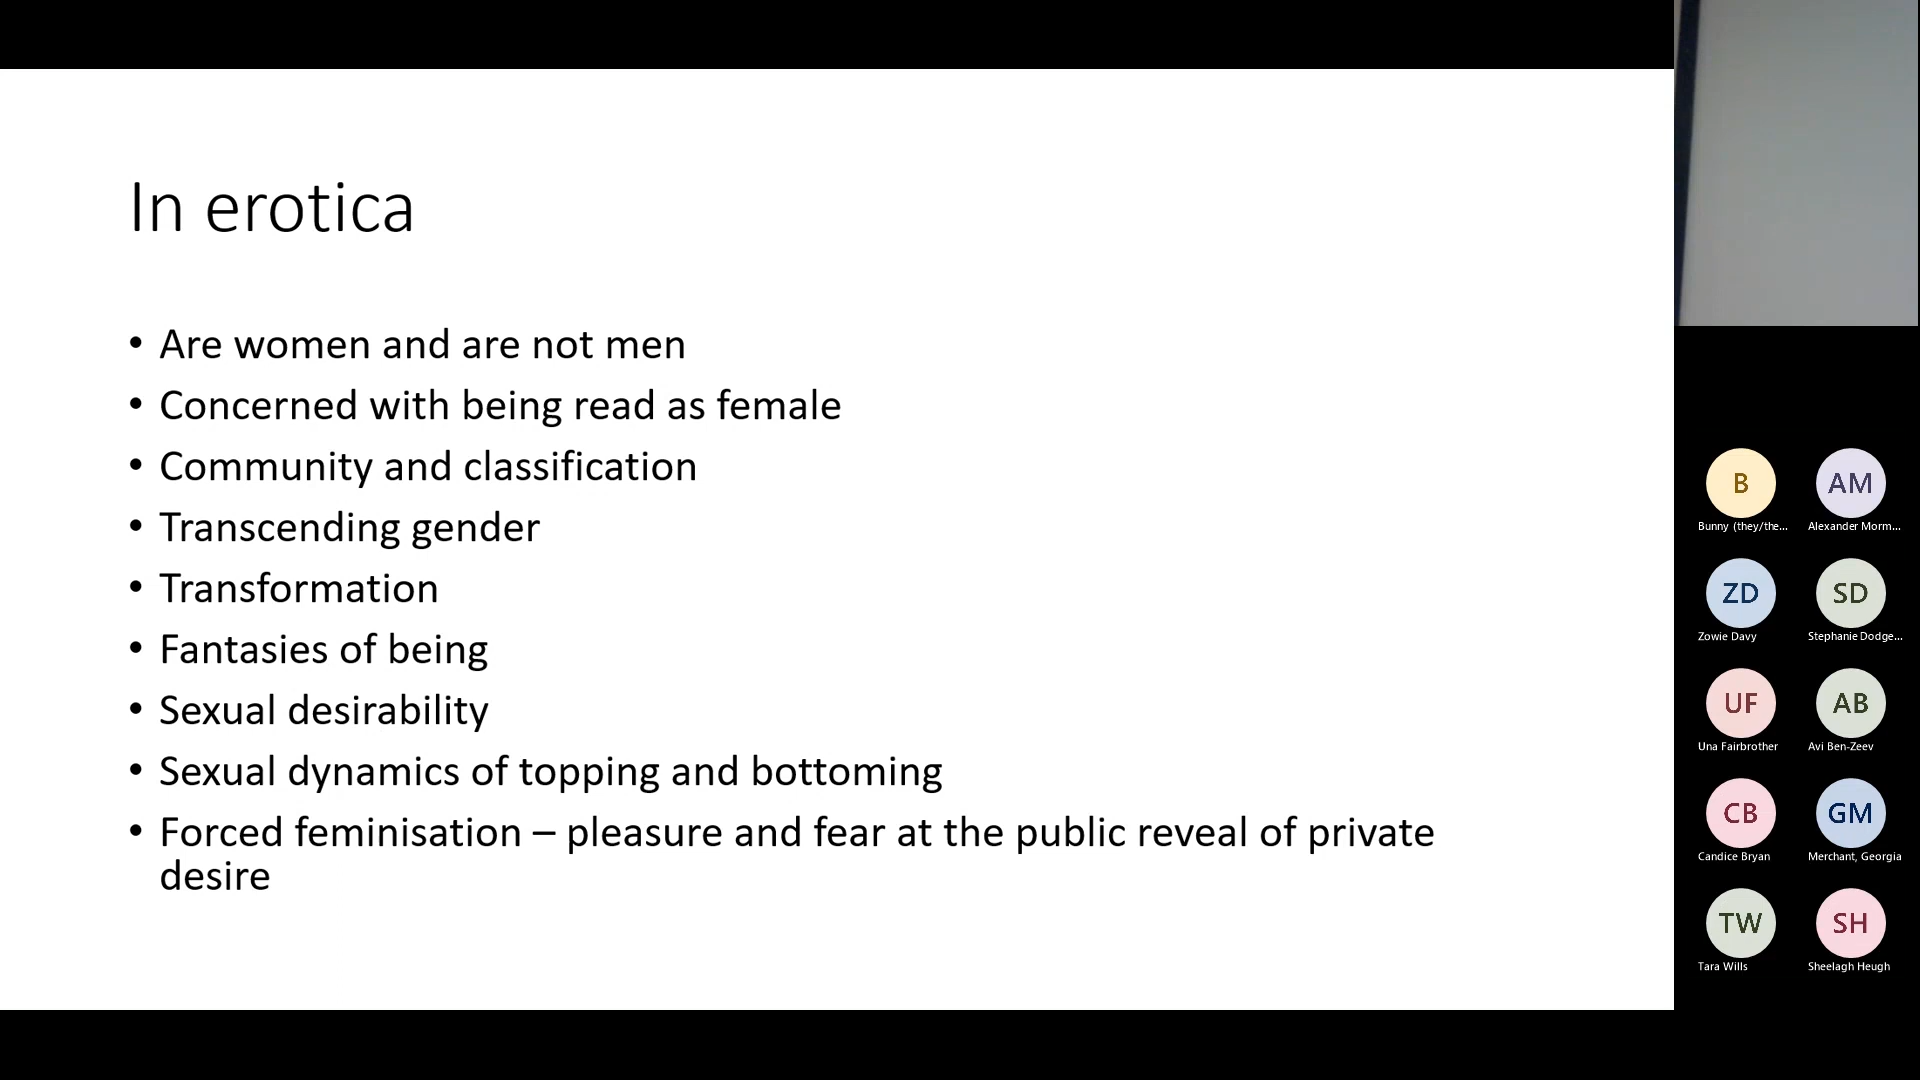 In erotica
• Are women and are not men
• Concerned with being read as female
• Community and classification
• Transcending gender
• Transformation
• Fantasies of being
• Sexual desirability
• Sexual dynamics of topping and bottoming
• Forced feminisation – pleasure and fear at the public reveal of private
desire
B
Bunny (they/the...
AM
Alexander Morm...
ZD
Zowie Davy
SD
Stephanie Dodge...
UF
Una Fairbrother
AB
Avi Ben-Zeev
CB
Candice Bryan
GM
Merchant, Georgia
TW
Tara Wills
SH
Sheelagh Heugh